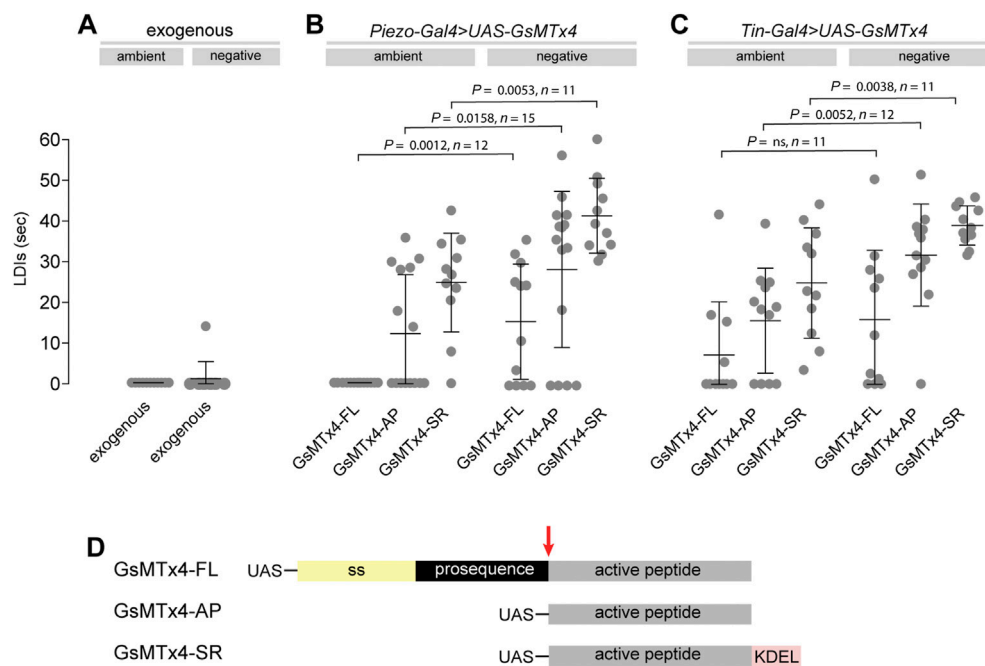 A
exogenous
ambient
negative
B
Piezo-Gal4>UAS-GsMTx4
ambient
negative
C
Tin-Gal4>UAS-GsMTx4
ambient
negative
P = 0.0053, n = 11
P = 0.0158, n = 15
P = 0.0012, n = 12
P = 0.0038, n = 11
P = 0.0052, n = 12
P = ns, n = 11
LDIs (sec)
60
50
40
30
20
10
0
exogenous
exogenous
GsMTx4-FL
GsMTx4-AP
GsMTx4-SR
GsMTx4-FL
GsMTx4-AP
GsMTx4-SR
GsMTx4-FL
GsMTx4-AP
GsMTx4-SR
GsMTx4-FL
GsMTx4-AP
GsMTx4-SR
D
GsMTx4-FL UAS ss prosequence active peptide
GsMTx4-AP UAS active peptide
GsMTx4-SR UAS active peptide KDEL